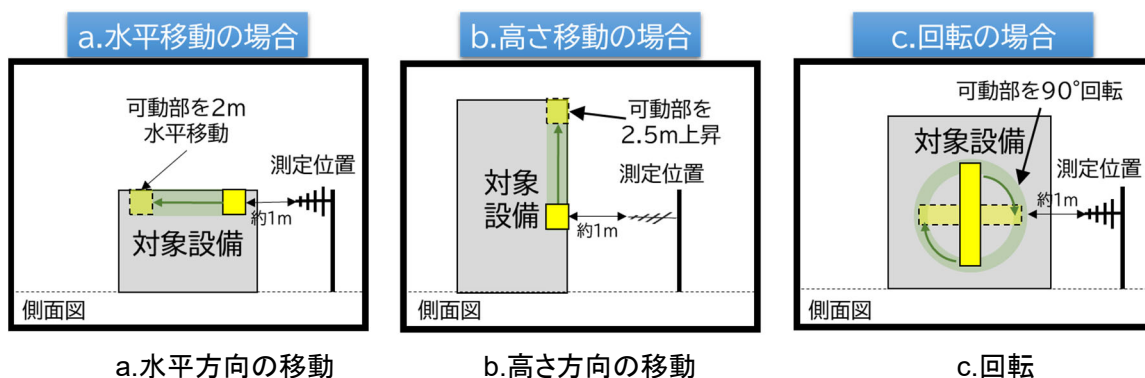 a.水平移動の場合
可動部を2m
水平移動
測定位置
約1m
対象設備
側面図
a.水平方向の移動
b.高さ移動の場合
可動部を
2.5m上昇
測定位置
対象
設備
約1m
側面図
b.高さ方向の移動
c.回転の場合
可動部を90°回転
対象設備
測定位置
約1m
側面図
c.回転